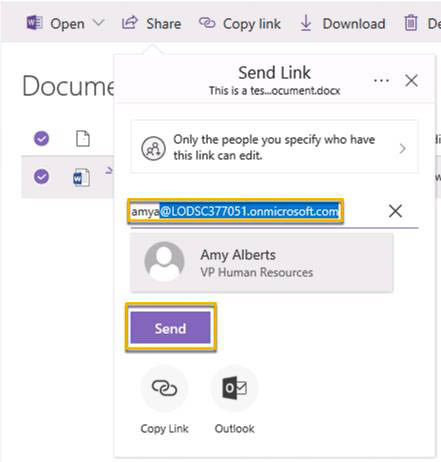 Open Share Copy link Download De
Send Link
This is a tes...ocument.docx
Docume
Only the people you specify who have
this link can edit.
amya@LODSC377051.onmicrosoft.com
Amy Alberts
VP Human Resources
Send
Copy Link Outlook